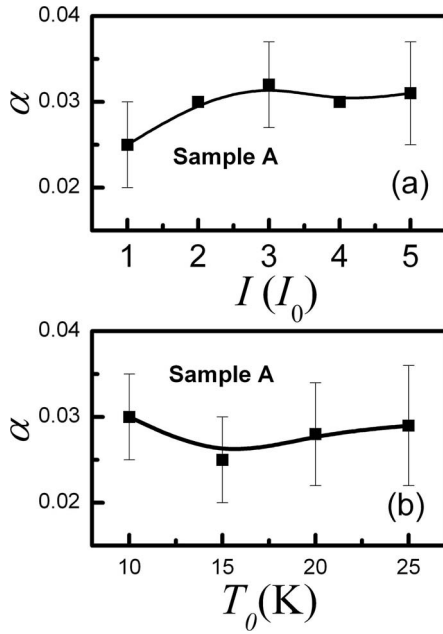 0.04
0.03
0.02
α
Sample A
(a)
1 2 3 4 5
I (I0)
0.04
0.03
0.02
α
Sample A
(b)
10 15 20 25
T0(K)